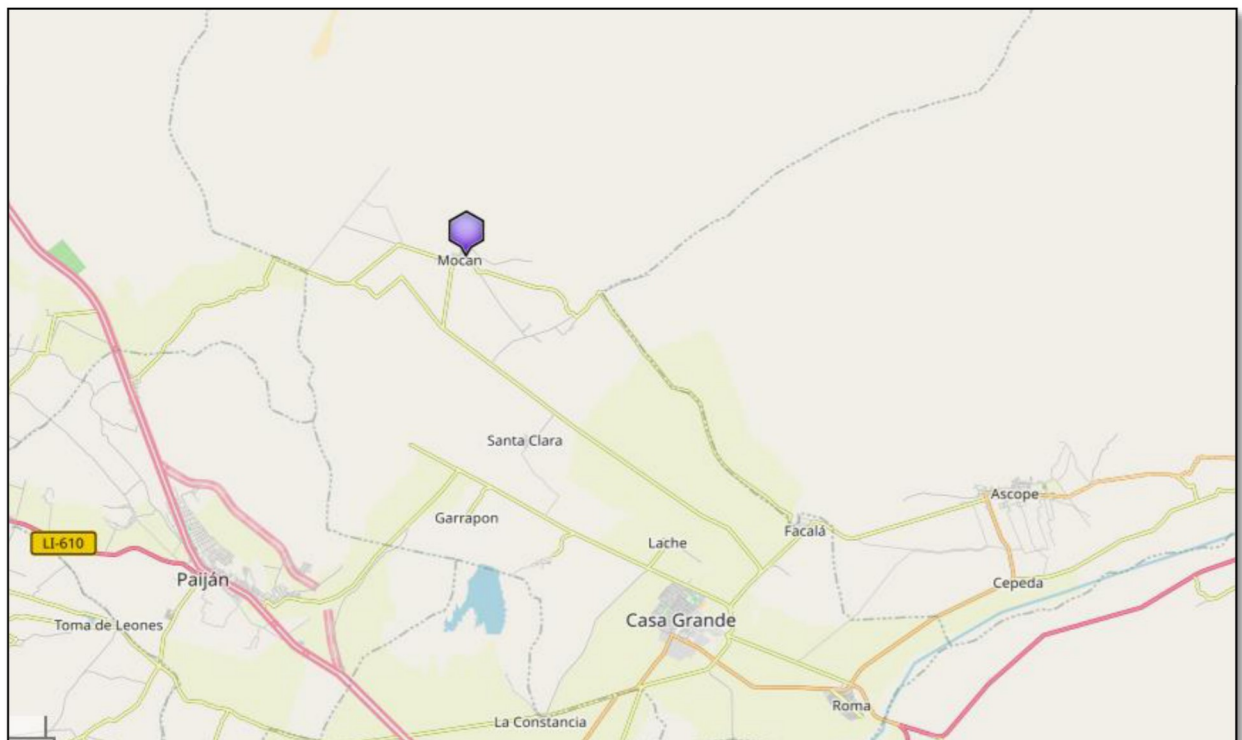 Mocan
Santa Clara
Ascope
Garrapon
Facalá
LI-610
Lache
Paiján
Cepeda
Casa Grande
Toma de Leones
Roma
La Constancia